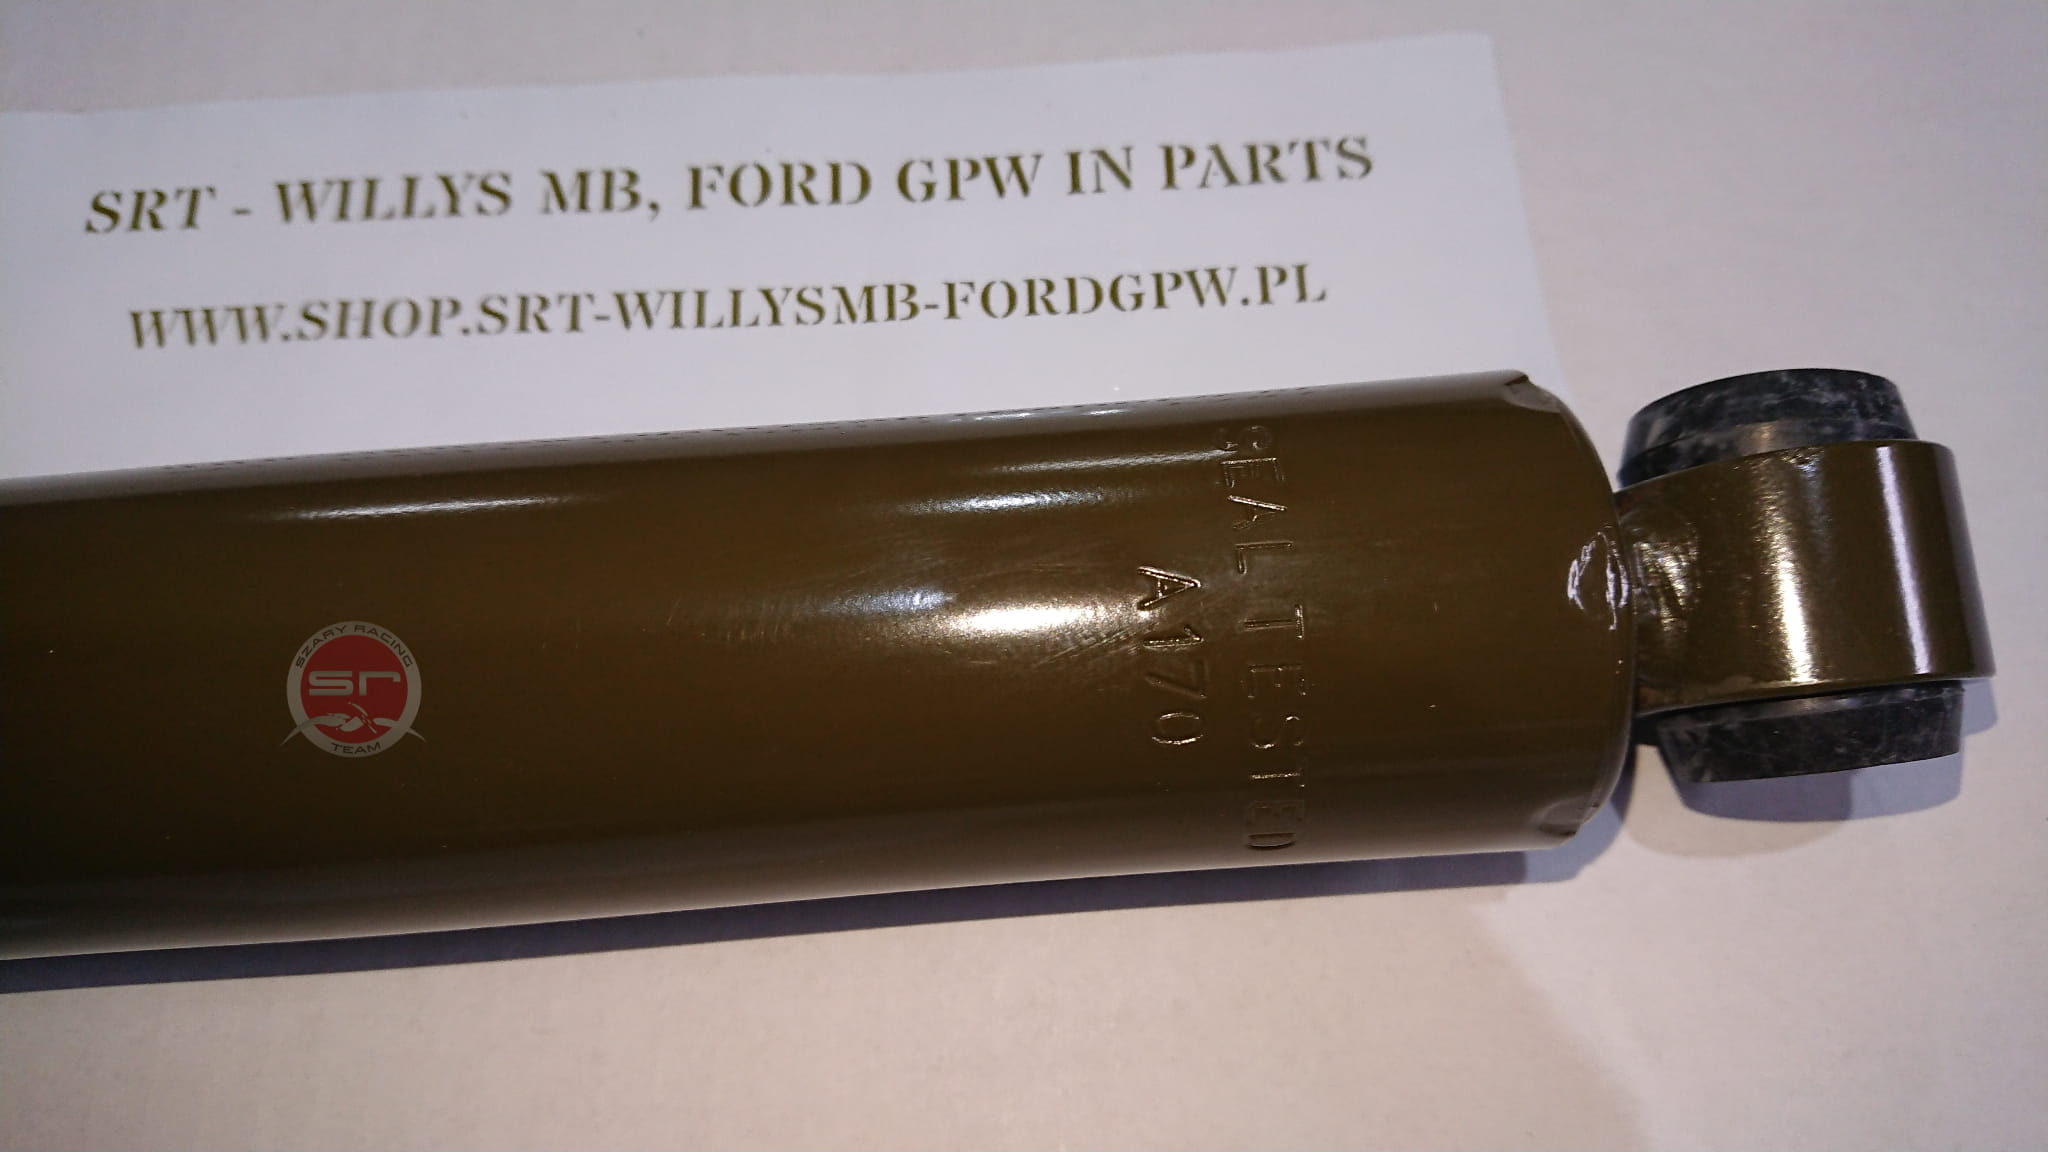 SRT - WILLYS MB, FORD GPW IN PARTS
WWW.SHOP.SRT-WILLYSMB-FORDGPW.PL
SEAL TESTED
A170
SZARY RACING
sr
TEAM